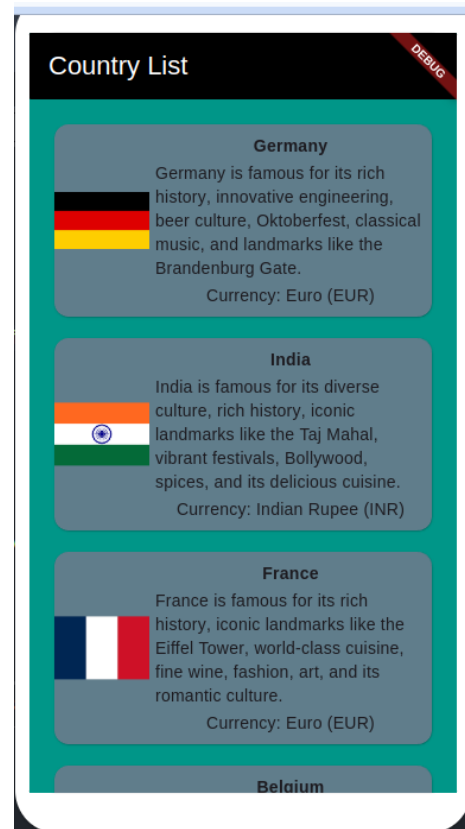 Country List
DEBUG
Germany
Germany is famous for its rich
history, innovative engineering,
beer culture, Oktoberfest, classical
music, and landmarks like the
Brandenburg Gate.
Currency: Euro (EUR)
India
India is famous for its diverse
culture, rich history, iconic
landmarks like the Taj Mahal,
vibrant festivals, Bollywood,
spices, and its delicious cuisine.
Currency: Indian Rupee (INR)
France
France is famous for its rich
history, iconic landmarks like the
Eiffel Tower, world-class cuisine,
fine wine, fashion, art, and its
romantic culture.
Currency: Euro (EUR)
Belgium